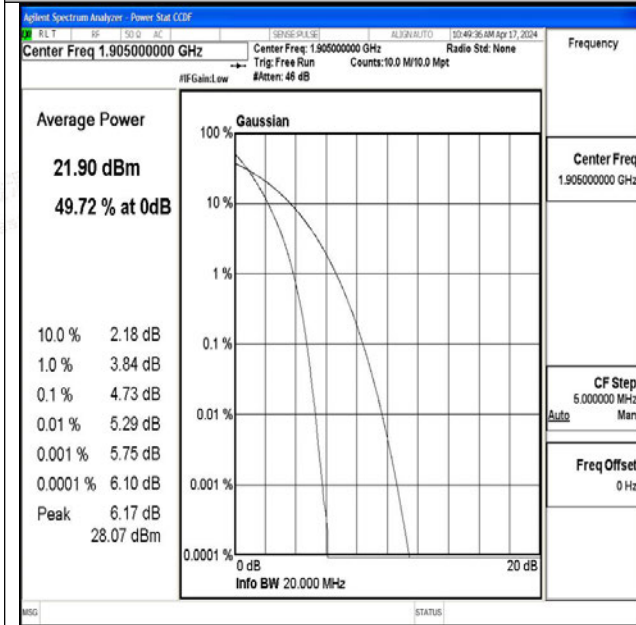 Agilent Spectrum Analyzer - Power Stat CCDF
RLT RF 50 Ω AC SENSE:PULSE ALIGNAUTO 10:49:36 AM Apr 17, 2024
Center Freq 1.905000000 GHz
Center Freq: 1.905000000 GHz Radio Std: None
Trig: Free Run Counts:10.0 M/10.0 Mpt
#IFGain:Low #Atten: 46 dB
Frequency
Average Power
21.90 dBm
49.72 % at 0dB
10.0 % 2.18 dB
1.0 % 3.84 dB
0.1 % 4.73 dB
0.01 % 5.29 dB
0.001 % 5.75 dB
0.0001 % 6.10 dB
Peak 6.17 dB
28.07 dBm
Gaussian
100 %
10 %
1 %
0.1 %
0.01 %
0.001 %
0.0001 %
0 dB 20 dB
Info BW 20.000 MHz
Center Freq
1.905000000 GHz
CF Step
5.000000 MHz
Auto Man
Freq Offset
0 Hz
MSG STATUS